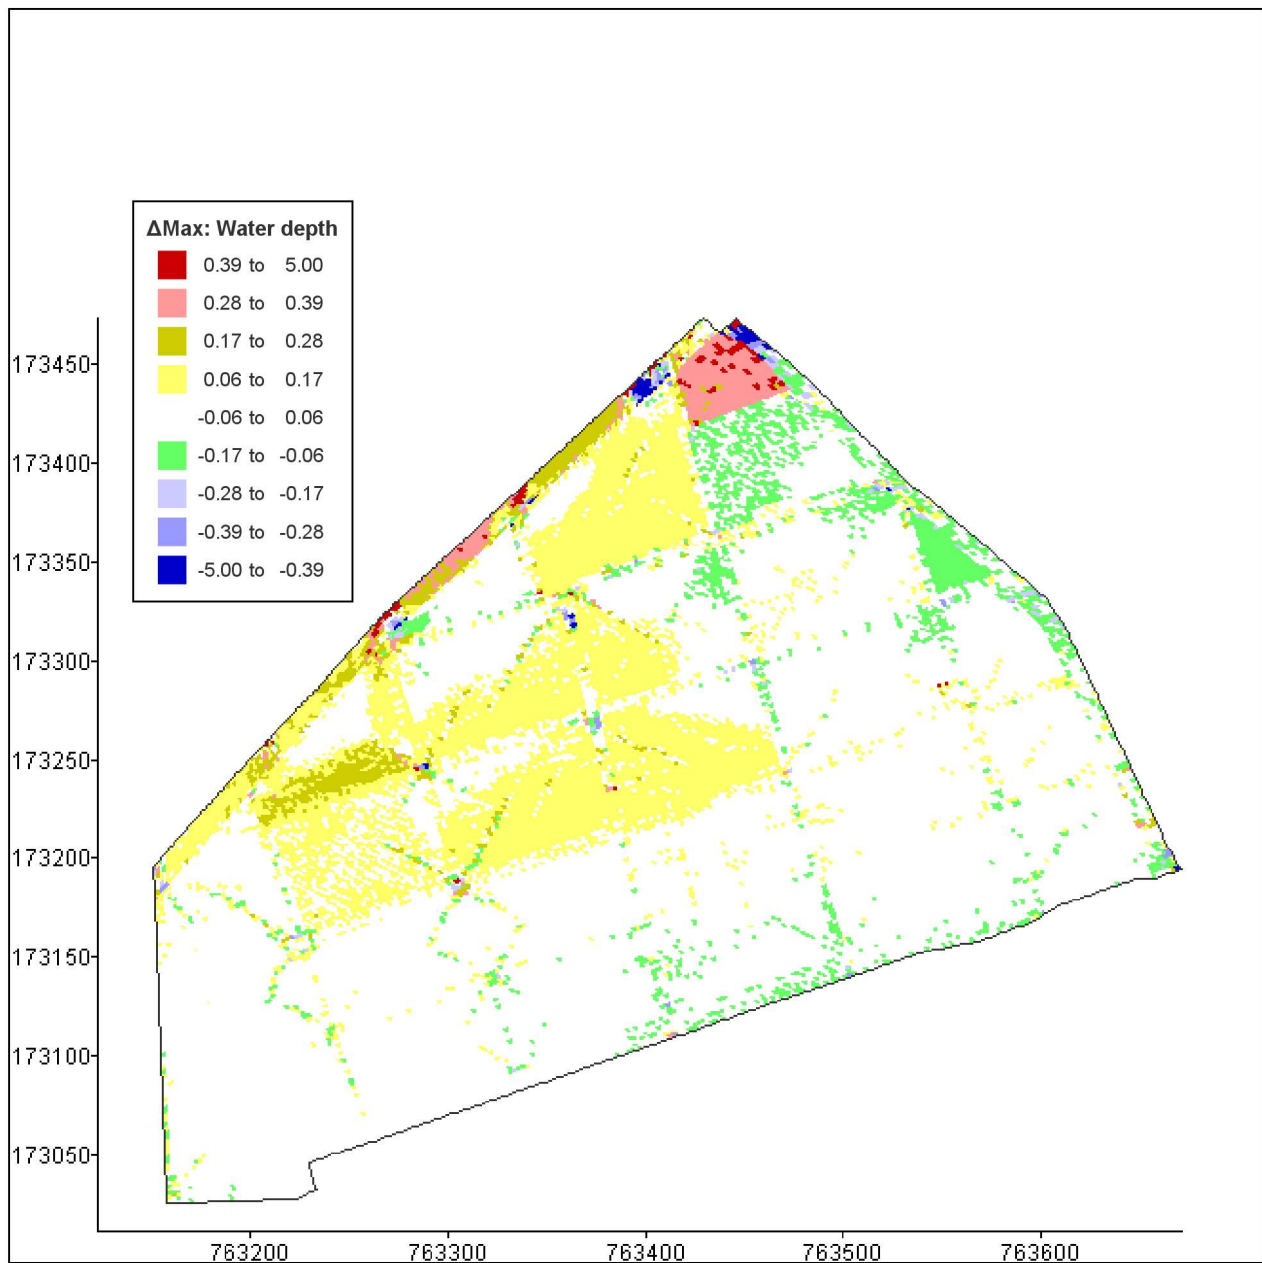 ΔMax: Water depth
0.39 to 5.00
0.28 to 0.39
0.17 to 0.28
0.06 to 0.17
-0.06 to 0.06
-0.17 to -0.06
-0.28 to -0.17
-0.39 to -0.28
-5.00 to -0.39
173450
173400
173350
173300
173250
173200
173150
173100
173050
763200 763300 763400 763500 763600